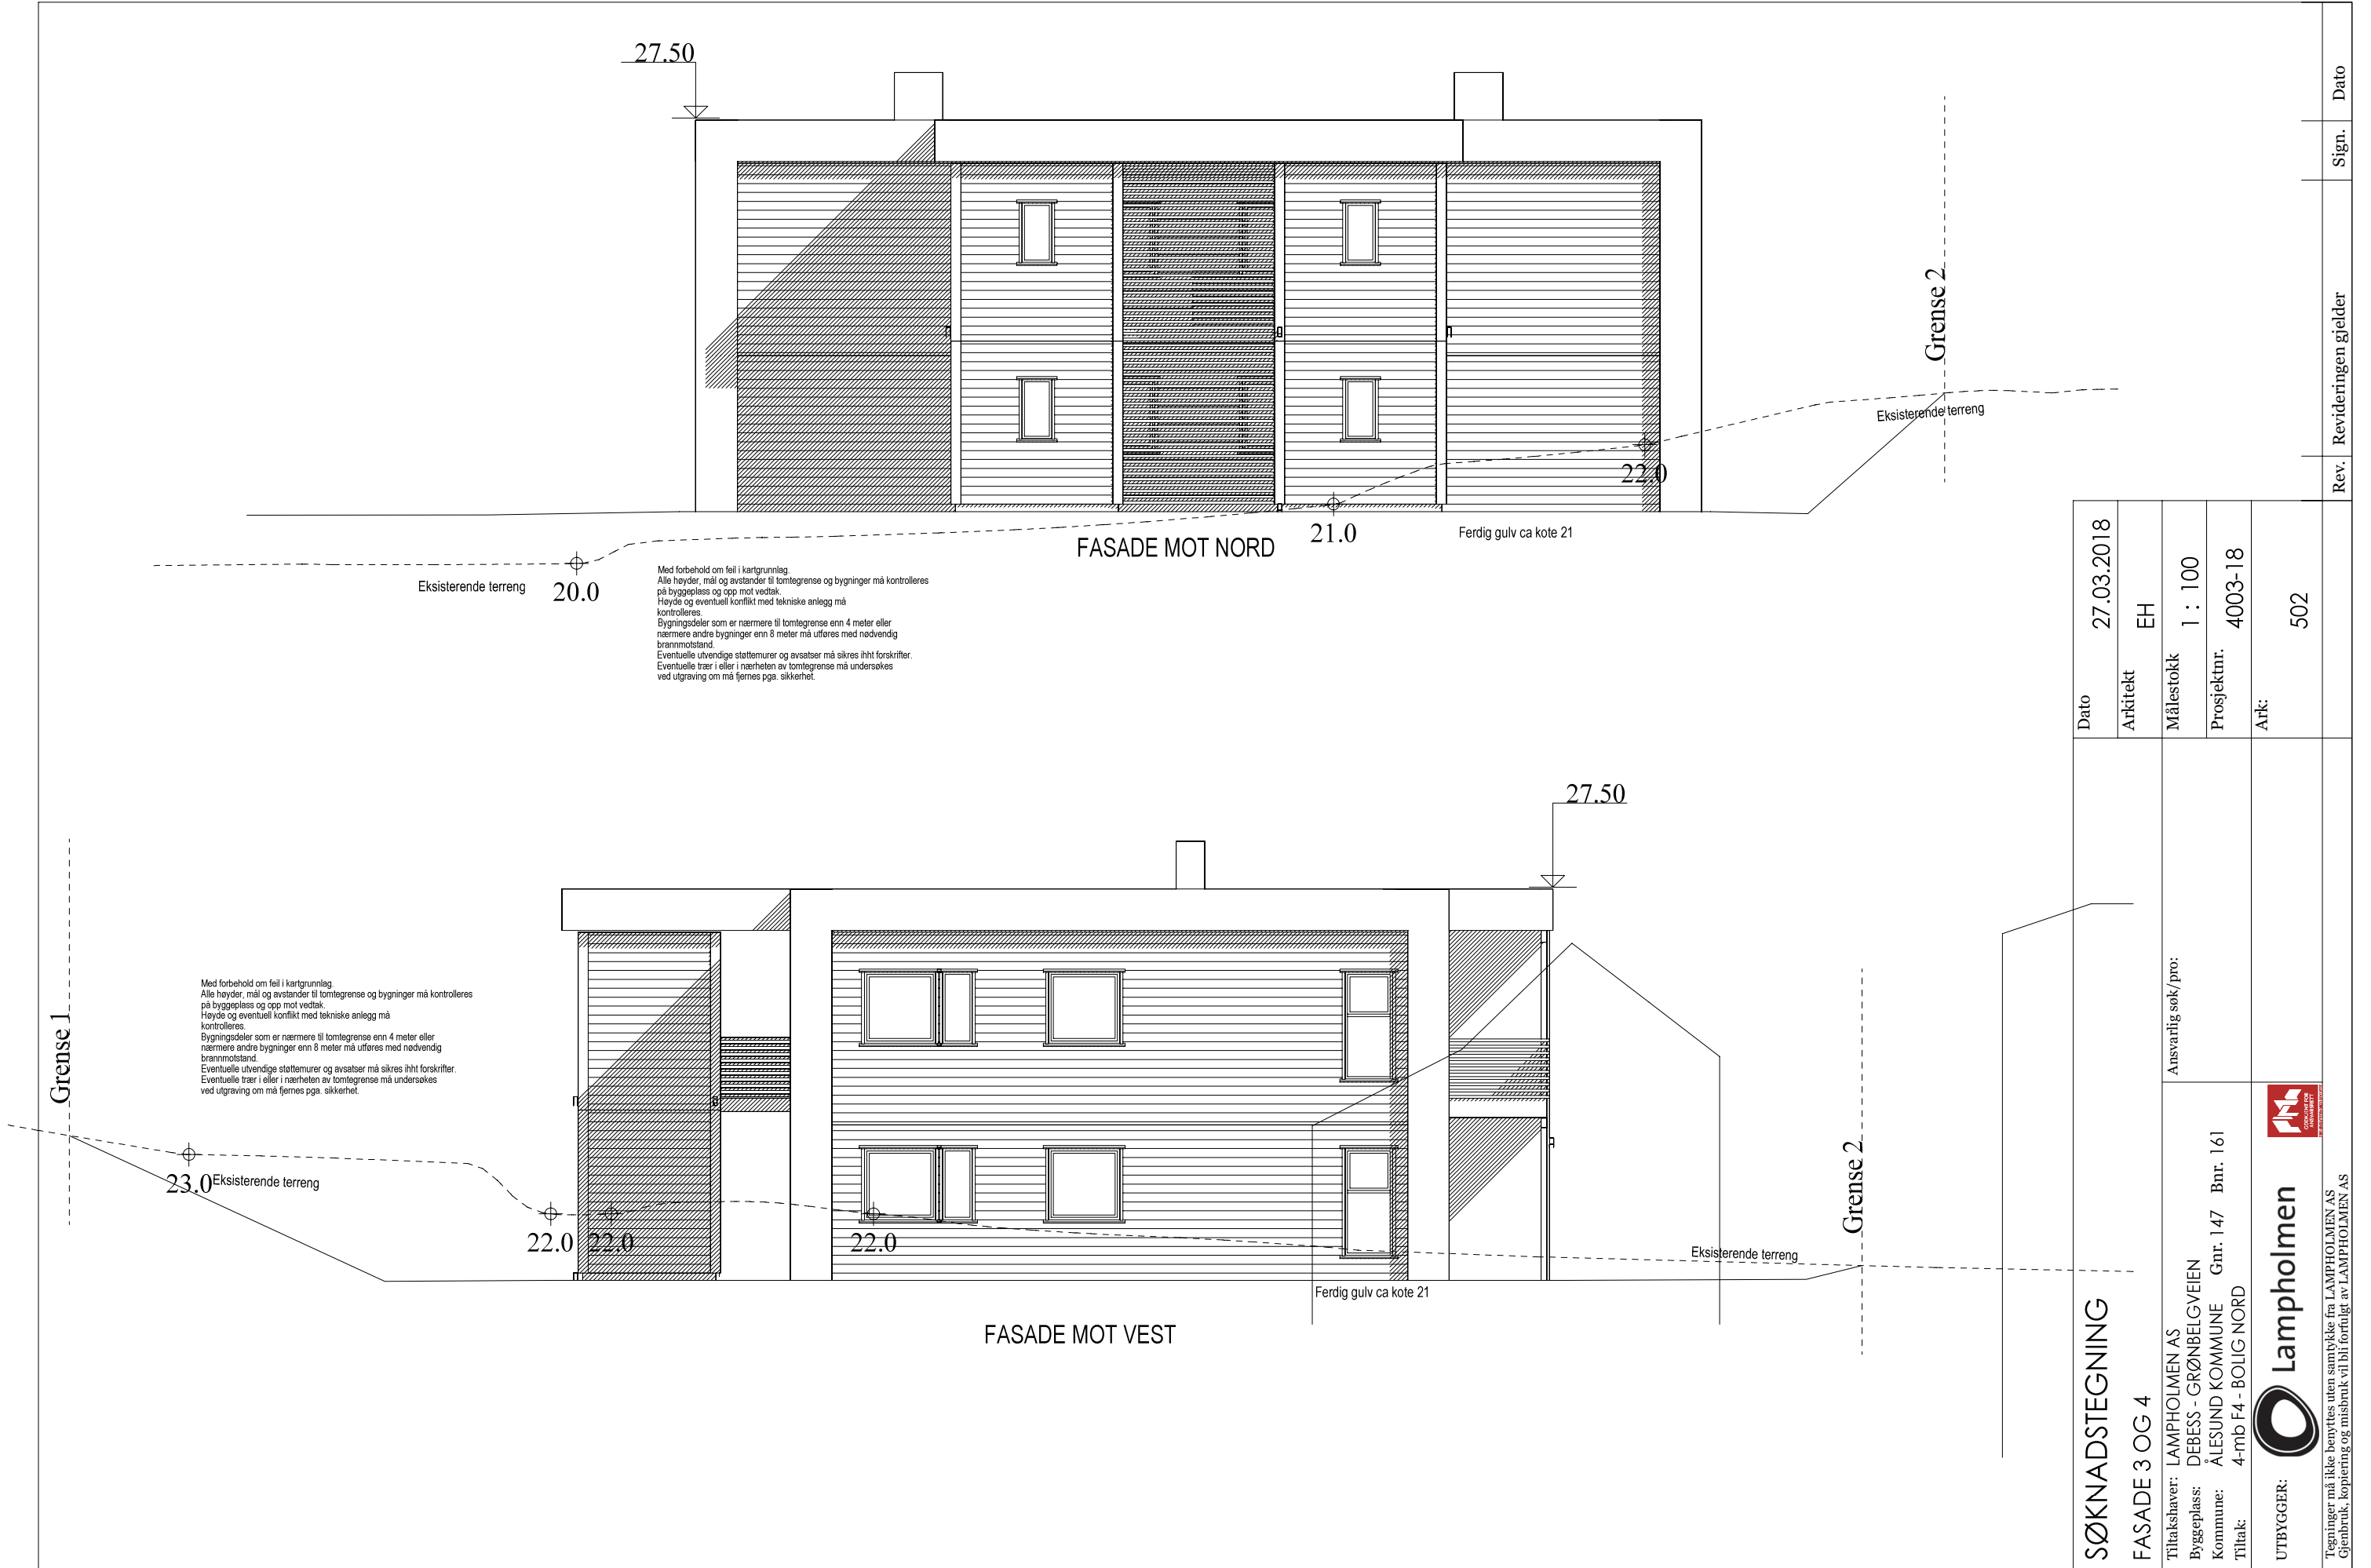 27.50
Grense 2
Eksisterende terreng
22.0
21.0
Ferdig gulv ca kote 21
FASADE MOT NORD
Eksisterende terreng
20.0
Med forbehold om feil i kartgrunnlag.
Alle høyder, mål og avstander til tomtegrense og bygninger må kontrolleres
på byggeplass og opp mot vedtak.
Høyde og eventuell konflikt med tekniske anlegg må
kontrolleres.
Bygningsdeler som er nærmere til tomtegrense enn 4 meter eller
nærmere andre bygninger enn 8 meter må utføres med nødvendig
brannmotstand.
Eventuelle utvendige støttemurer og avsatser må sikres ihht forskrifter.
Eventuelle trær i eller i nærheten av tomtegrense må undersøkes
ved utgraving om må fjernes pga. sikkerhet.
27.50
Grense 1
Med forbehold om feil i kartgrunnlag.
Alle høyder, mål og avstander til tomtegrense og bygninger må kontrolleres
på byggeplass og opp mot vedtak.
Høyde og eventuell konflikt med tekniske anlegg må
kontrolleres.
Bygningsdeler som er nærmere til tomtegrense enn 4 meter eller
nærmere andre bygninger enn 8 meter må utføres med nødvendig
brannmotstand.
Eventuelle utvendige støttemurer og avsatser må sikres ihht forskrifter.
Eventuelle trær i eller i nærheten av tomtegrense må undersøkes
ved utgraving om må fjernes pga. sikkerhet.
23.0
Eksisterende terreng
22.0
22.0
22.0
Eksisterende terreng
Grense 2
Ferdig gulv ca kote 21
FASADE MOT VEST
SØKNADSTEGNING
FASADE 3 OG 4
Tiltakshaver: LAMPHOLMEN AS
Byggeplass: DEBESS - GRØNBELGVEIEN
Kommune: ÅLESUND KOMMUNE Gnr. 147 Bnr. 161
Tiltak: 4-mb F4 - BOLIG NORD
Ansvarlig søk/pro:
Dato 27.03.2018
Arkitekt EH
Målestokk 1 : 100
Prosjektnr. 4003-18
Ark: 502
UTBYGGER: Lampholmen
GODKJENT FOR
ANSVARSRETT
Tegninger må ikke benyttes uten samtykke fra LAMPHOLMEN AS
Gjenbruk, kopiering og misbruk vil bli forfulgt av LAMPHOLMEN AS
Rev. Revideringen gjelder Sign. Dato